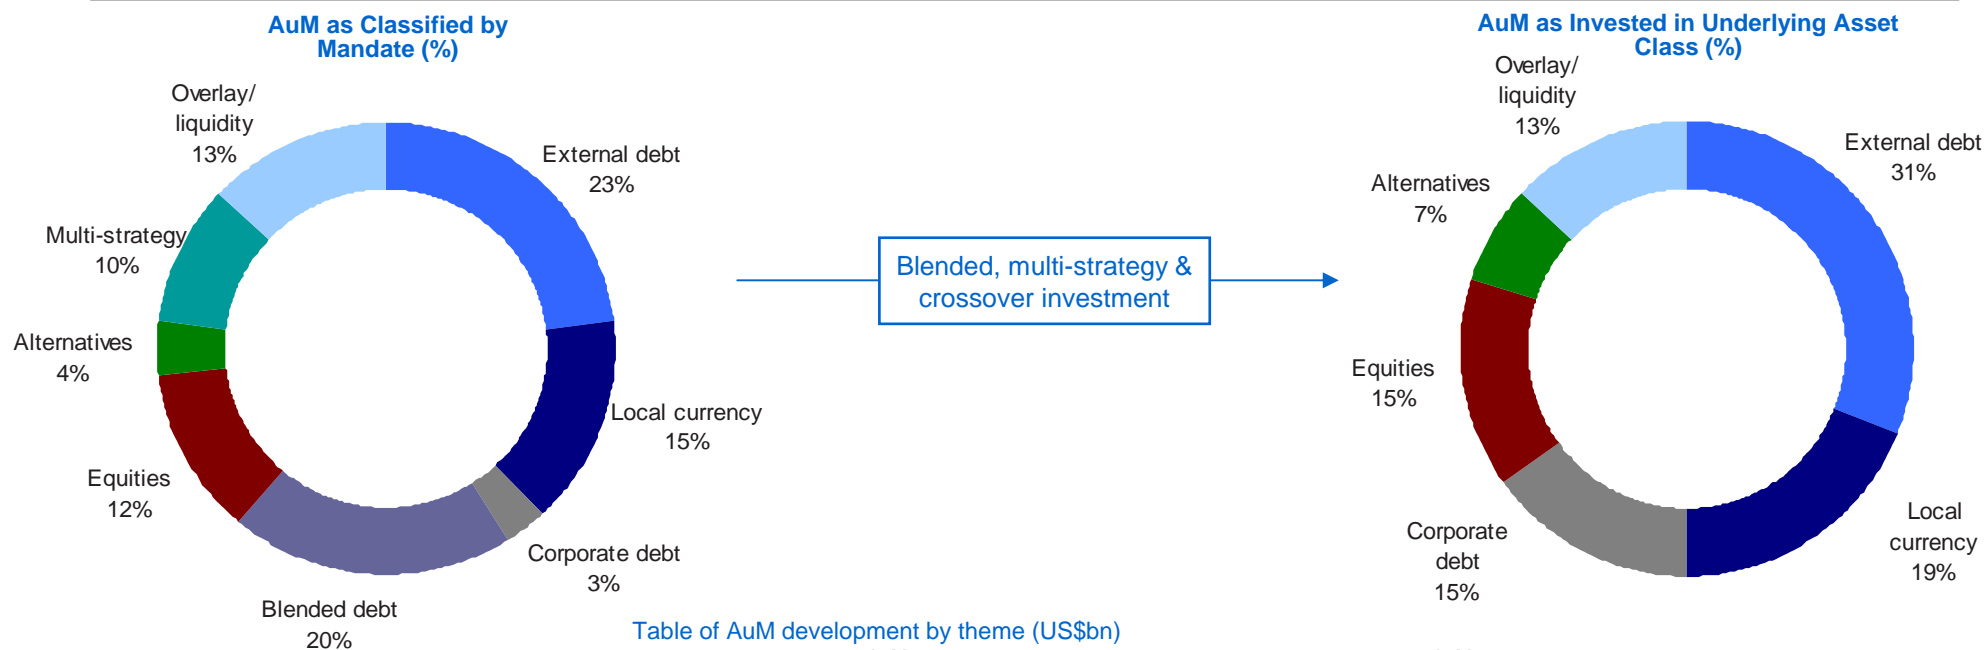 AuM as Classified by
Mandate (%)
Overlay/
liquidity
13%
External debt
23%
Multi-strategy
10%
Alternatives
4%
Local currency
15%
Equities
12%
Corporate debt
3%
Blended debt
20%
Blended, multi-strategy &
crossover investment
AuM as Invested in Underlying Asset
Class (%)
Overlay/
liquidity
13%
External debt
31%
Alternatives
7%
Equities
15%
Corporate
debt
15%
Local
currency
19%
Table of AuM development by theme (US$bn)